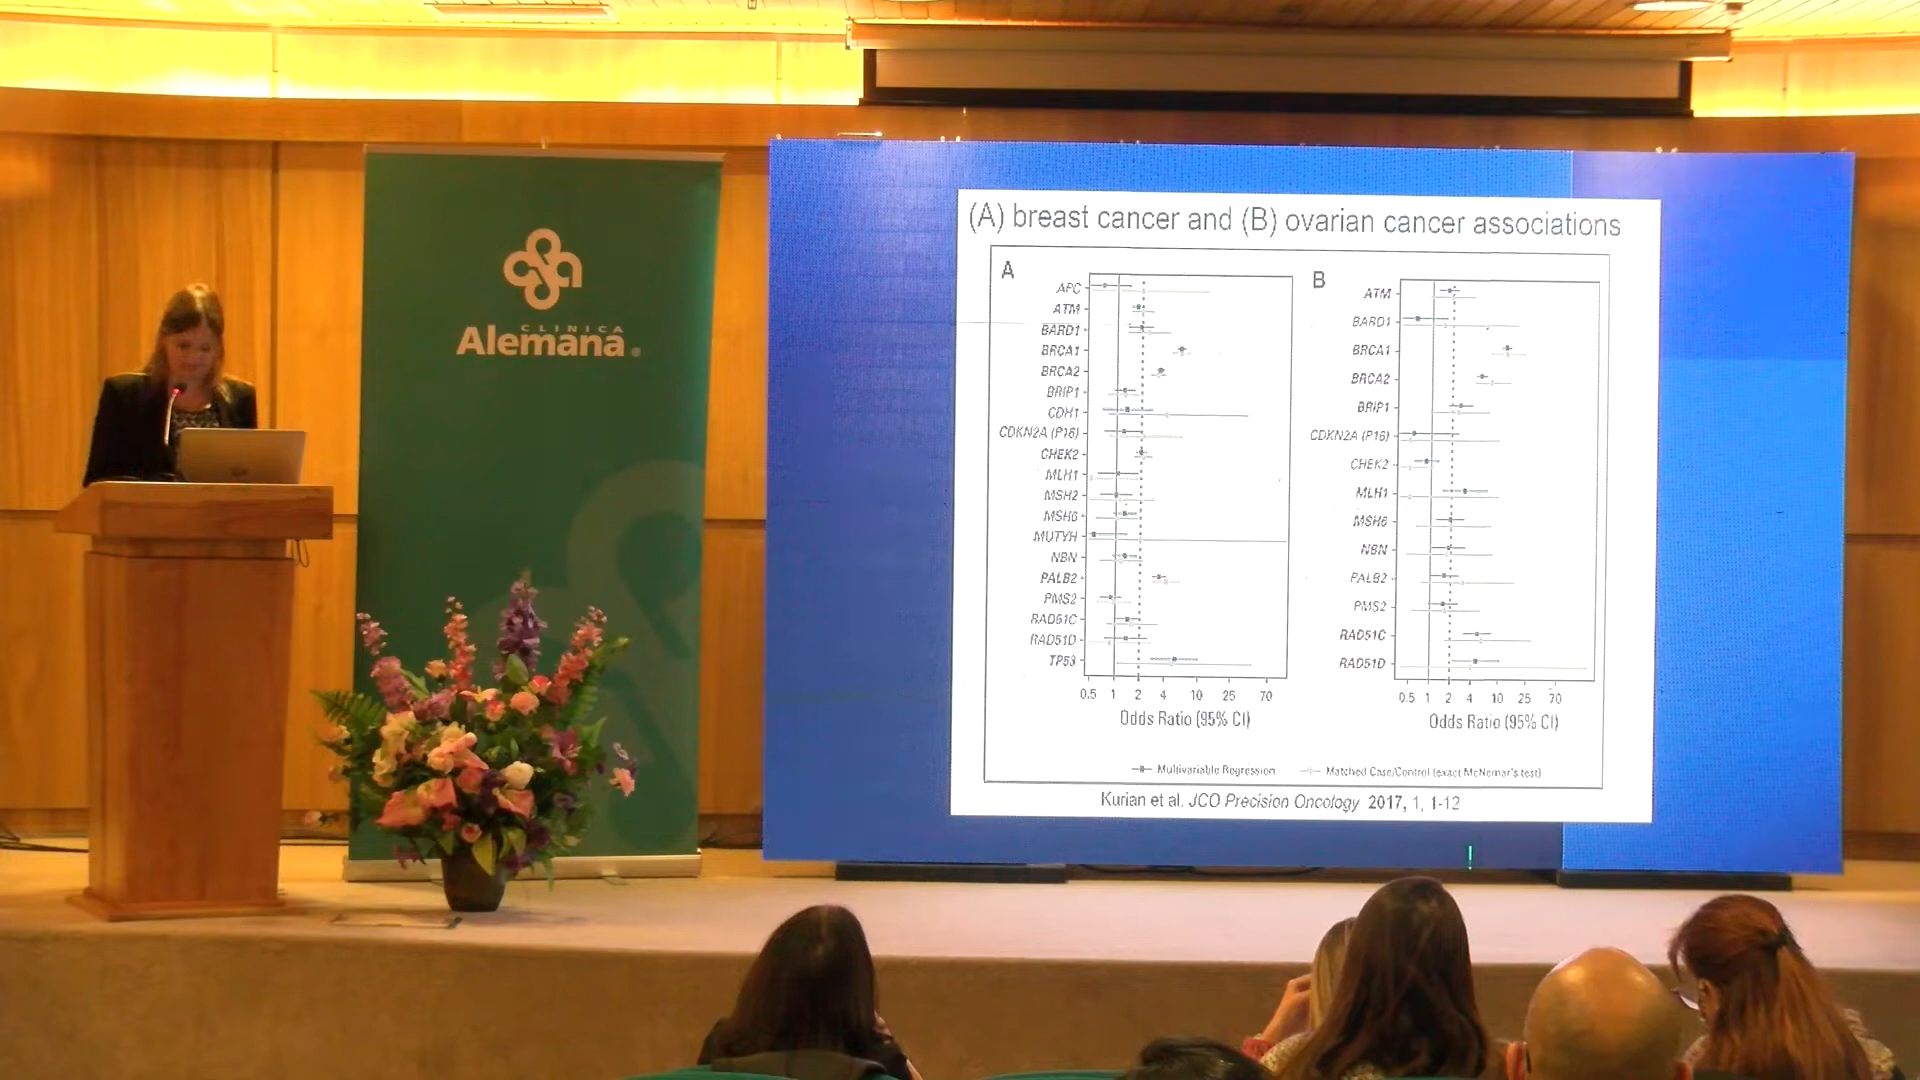 CLINICA
Alemana
(A) breast cancer and (B) ovarian cancer associations
A
APC
ATM
BARD1
BRCA1
BRCA2
BRIP1
CDH1
CDKN2A (P16)
CHEK2
MLH1
MSH2
MSH6
MUTYH
NBN
PALB2
PMS2
RAD51C
RAD51D
TP53
0.5 1 2 4 10 25 70
Odds Ratio (95% CI)
B
ATM
BARD1
BRCA1
BRCA2
BRIP1
CDKN2A (P16)
CHEK2
MLH1
MSH6
NBN
PALB2
PMS2
RAD51C
RAD51D
0.5 1 2 4 10 25 70
Odds Ratio (95% CI)
Multivariable Regression
Matched Case/Control (exact McNemar's test)
Kurian et al. JCO Precision Oncology 2017, 1, 1-12